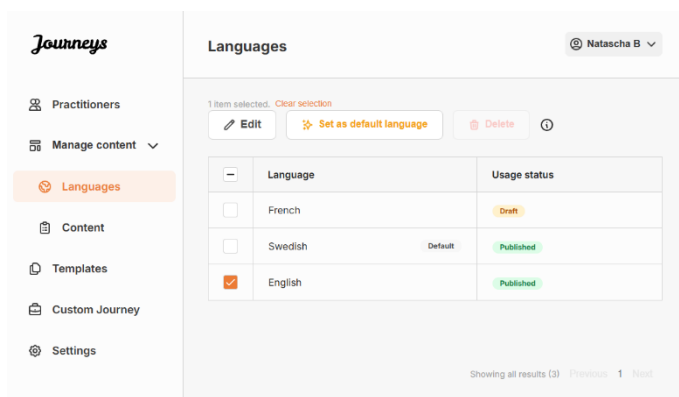 Journeys
Languages
Natascha B
Practitioners
Manage content
Languages
Content
Templates
Custom Journey
Settings
1 item selected. Clear selection
Edit Set as default language Delete
Language Usage status
French Draft
Swedish Default Published
English Published
Showing all results (3) Previous 1 Next